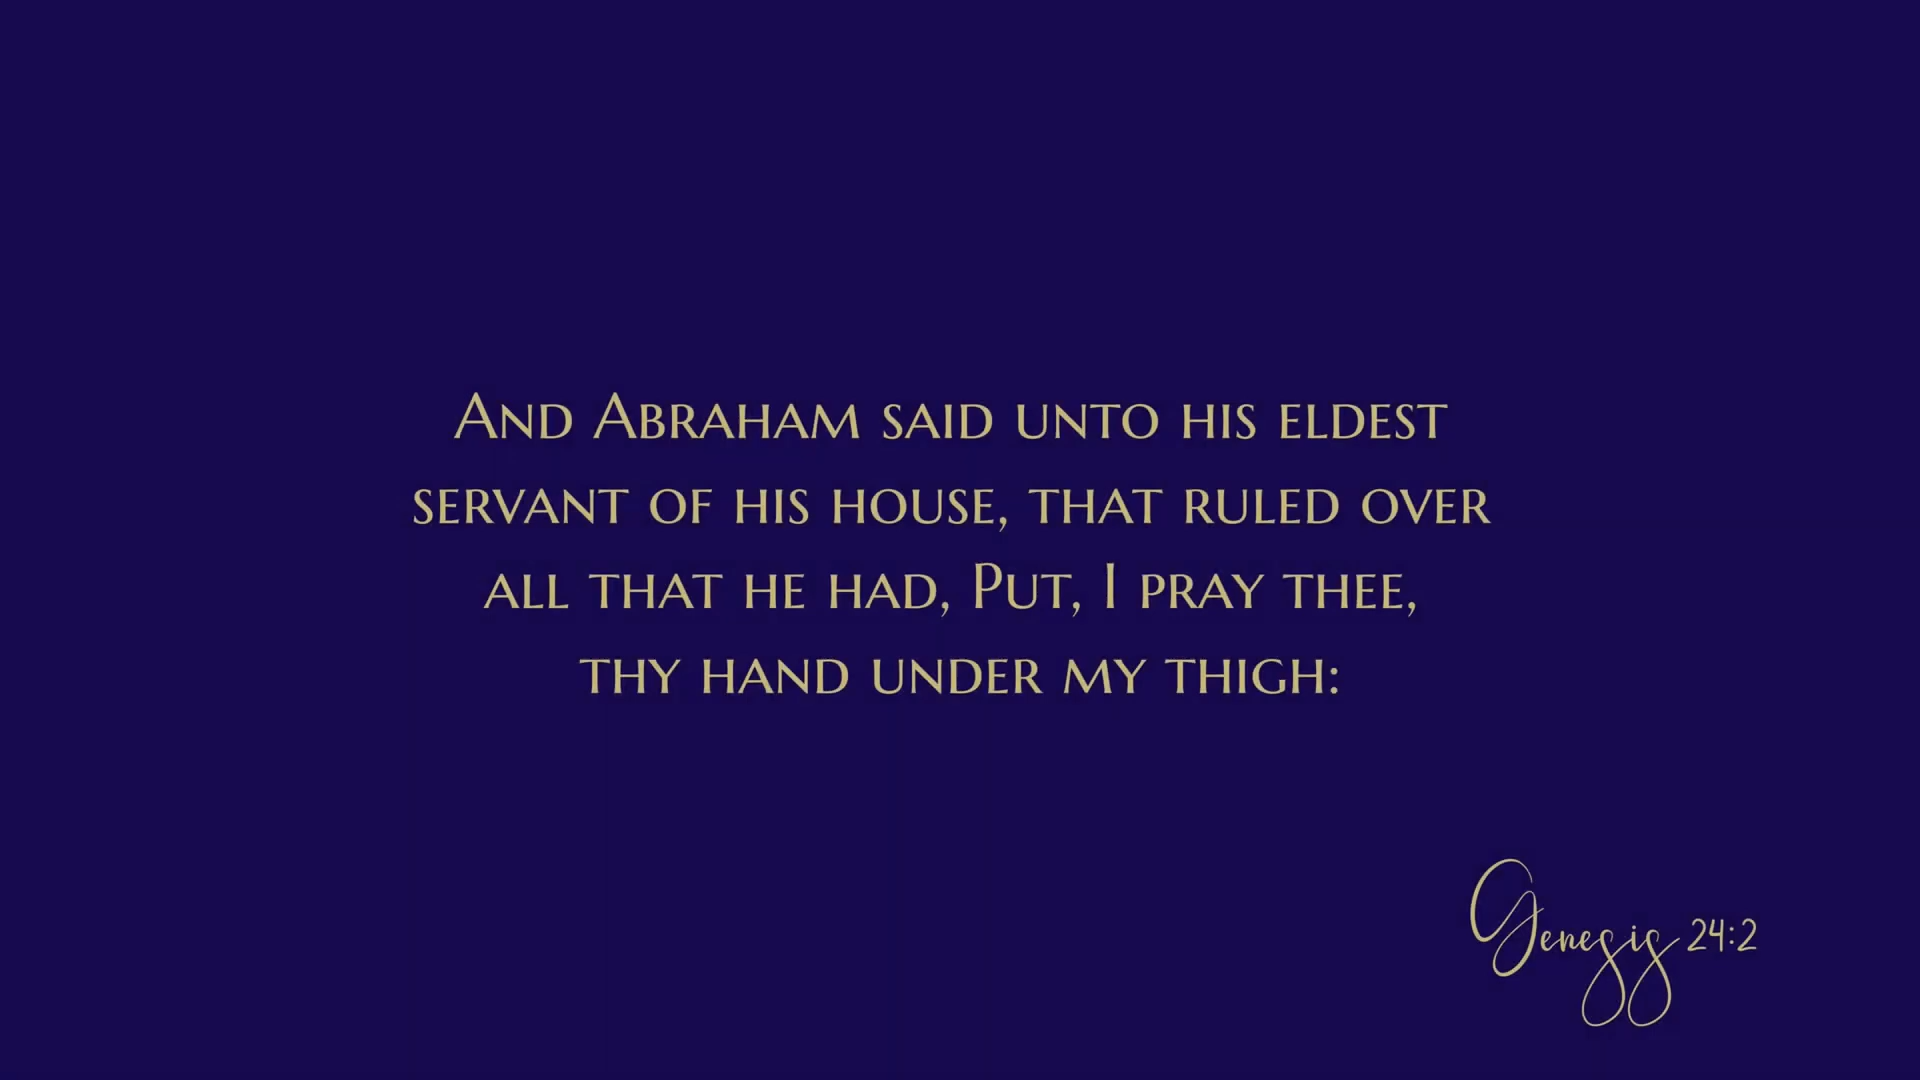 And Abraham said unto his eldest
servant of his house, that ruled over
all that he had, Put, I pray thee,
thy hand under my thigh:
Genesis 24:2